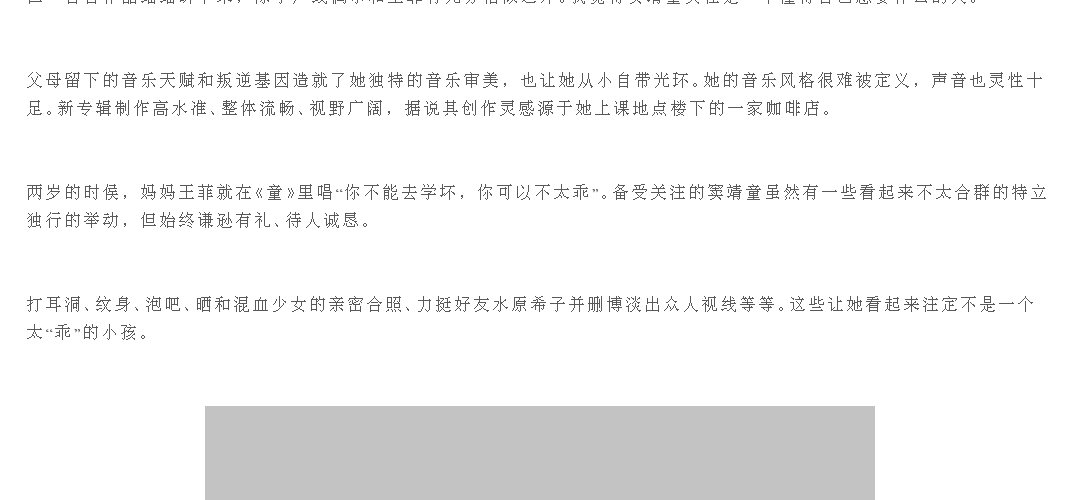 父母留下的音乐天赋和叛逆基因造就了她独特的音乐审美，也让她从小自带光环。她的音乐风格很难被定义，声音也灵性十
足。新专辑制作高水准、整体流畅、视野广阔，据说其创作灵感源于她上课地点楼下的一家咖啡店。
两岁的时候，妈妈王菲就在《童》里唱“你不能去学坏，你可以不太乖”。备受关注的窦靖童虽然有一些看起来不太合群的特立
独行的举动，但始终谦逊有礼、待人诚恳。
打耳洞、纹身、泡吧、晒和混血少女的亲密合照、力挺好友水原希子并删博淡出众人视线等等。这些让她看起来注定不是一个
太“乖”的小孩。